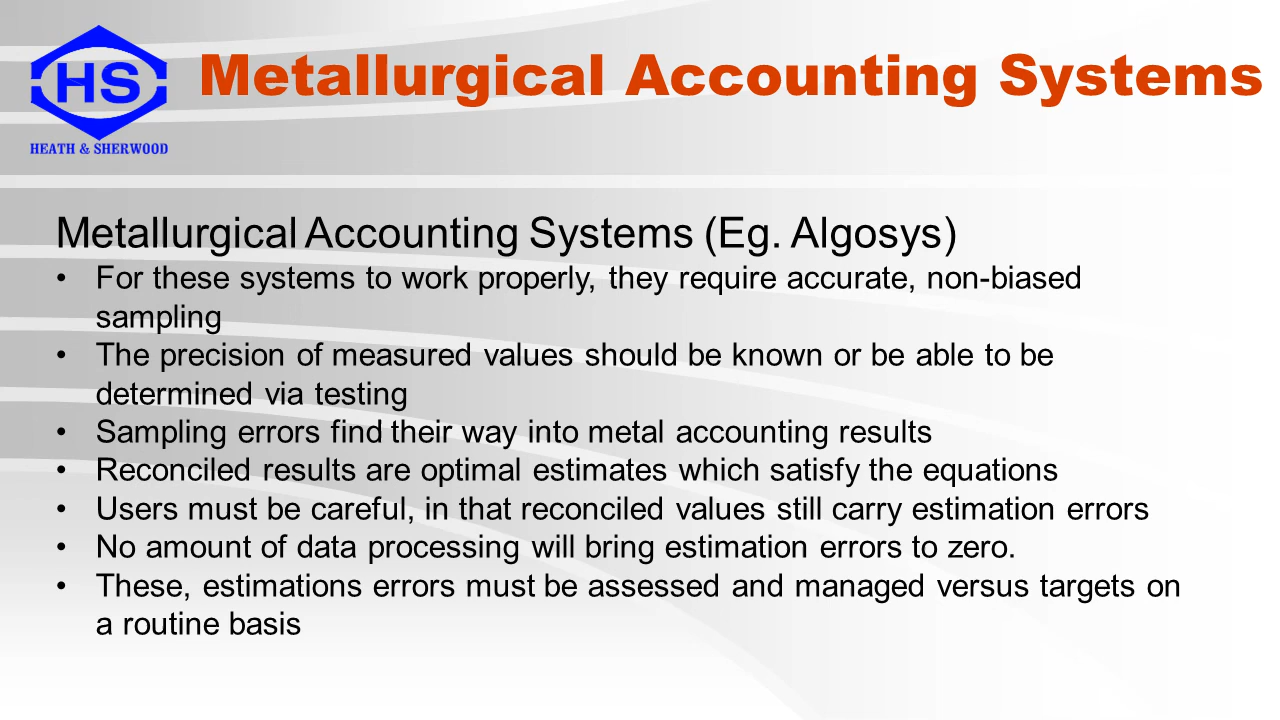 HS
HEATH & SHERWOOD
Metallurgical Accounting Systems
Metallurgical Accounting Systems (Eg. Algosys)
• For these systems to work properly, they require accurate, non-biased
sampling
• The precision of measured values should be known or be able to be
determined via testing
• Sampling errors find their way into metal accounting results
• Reconciled results are optimal estimates which satisfy the equations
• Users must be careful, in that reconciled values still carry estimation errors
• No amount of data processing will bring estimation errors to zero.
• These, estimations errors must be assessed and managed versus targets on
a routine basis